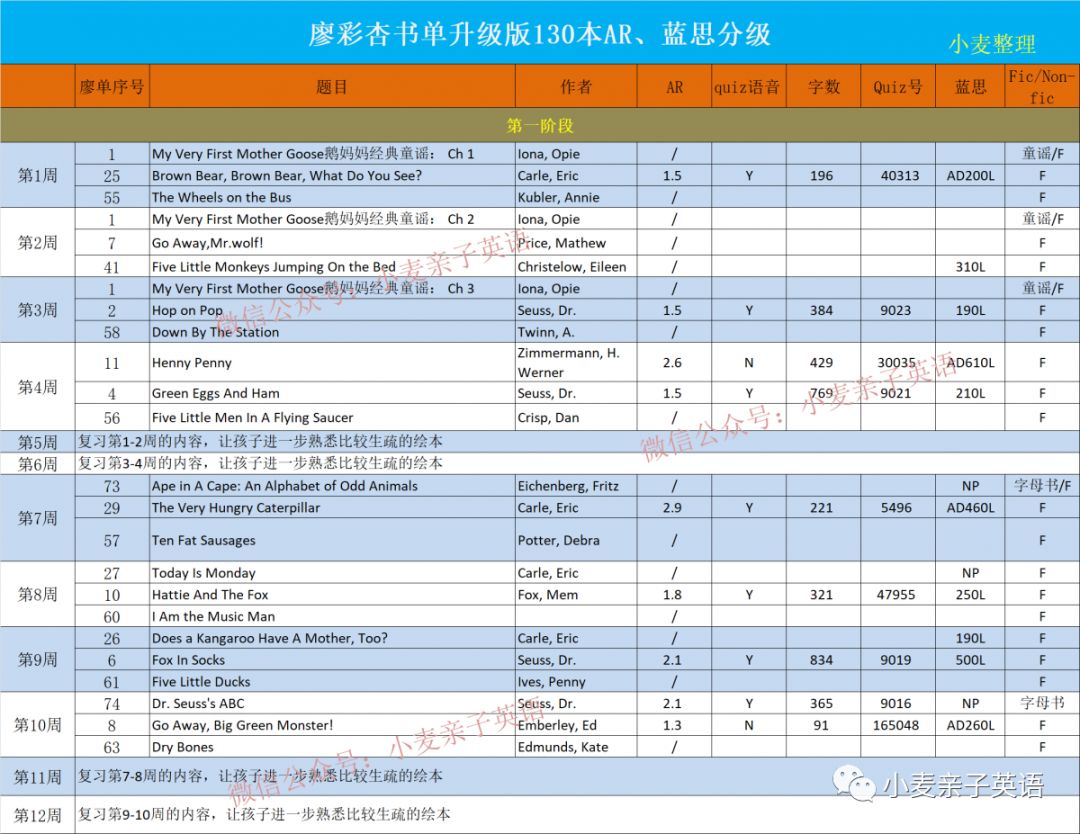 廖彩杏书单升级版130本AR、蓝思分级
小麦整理
廖单序号 题目 作者 AR quiz语音 字数 Quiz号 蓝思 Fic/Non-fic
第一阶段
第1周
1 My Very First Mother Goose鹅妈妈经典童谣： Ch 1 Iona, Opie / 童谣/F
25 Brown Bear, Brown Bear, What Do You See? Carle, Eric 1.5 Y 196 40313 AD200L F
55 The Wheels on the Bus Kubler, Annie / F
第2周
1 My Very First Mother Goose鹅妈妈经典童谣： Ch 2 Iona, Opie / 童谣/F
7 Go Away,Mr.wolf! Price, Mathew / F
41 Five Little Monkeys Jumping On the Bed Christelow, Eileen / 310L F
第3周
1 My Very First Mother Goose鹅妈妈经典童谣： Ch 3 Iona, Opie / 童谣/F
2 Hop on Pop Seuss, Dr. 1.5 Y 384 9023 190L F
58 Down By The Station Twinn, A. / F
第4周
11 Henny Penny Zimmermann, H. Werner 2.6 N 429 30035 AD610L F
4 Green Eggs And Ham Seuss, Dr. 1.5 Y 769 9021 210L F
56 Five Little Men In A Flying Saucer Crisp, Dan / F
第5周 复习第1-2周的内容，让孩子进一步熟悉比较生疏的绘本
第6周 复习第3-4周的内容，让孩子进一步熟悉比较生疏的绘本
第7周
73 Ape in A Cape: An Alphabet of Odd Animals Eichenberg, Fritz / NP 字母书/F
29 The Very Hungry Caterpillar Carle, Eric 2.9 Y 221 5496 AD460L F
57 Ten Fat Sausages Potter, Debra / F
第8周
27 Today Is Monday Carle, Eric / NP F
10 Hattie And The Fox Fox, Mem 1.8 Y 321 47955 250L F
60 I Am the Music Man / F
第9周
26 Does a Kangaroo Have A Mother, Too? Carle, Eric / 190L F
6 Fox In Socks Seuss, Dr. 2.1 Y 834 9019 500L F
61 Five Little Ducks Ives, Penny / F
第10周
74 Dr. Seuss's ABC Seuss, Dr. 2.1 Y 365 9016 NP 字母书
8 Go Away, Big Green Monster! Emberley, Ed 1.3 N 91 165048 AD260L F
63 Dry Bones Edmunds, Kate / F
第11周 复习第7-8周的内容，让孩子进一步熟悉比较生疏的绘本
第12周 复习第9-10周的内容，让孩子进一步熟悉比较生疏的绘本
微信公众号：小麦亲子英语
微信公众号：小麦亲子英语
微信公众号：小麦亲子英语
小麦亲子英语